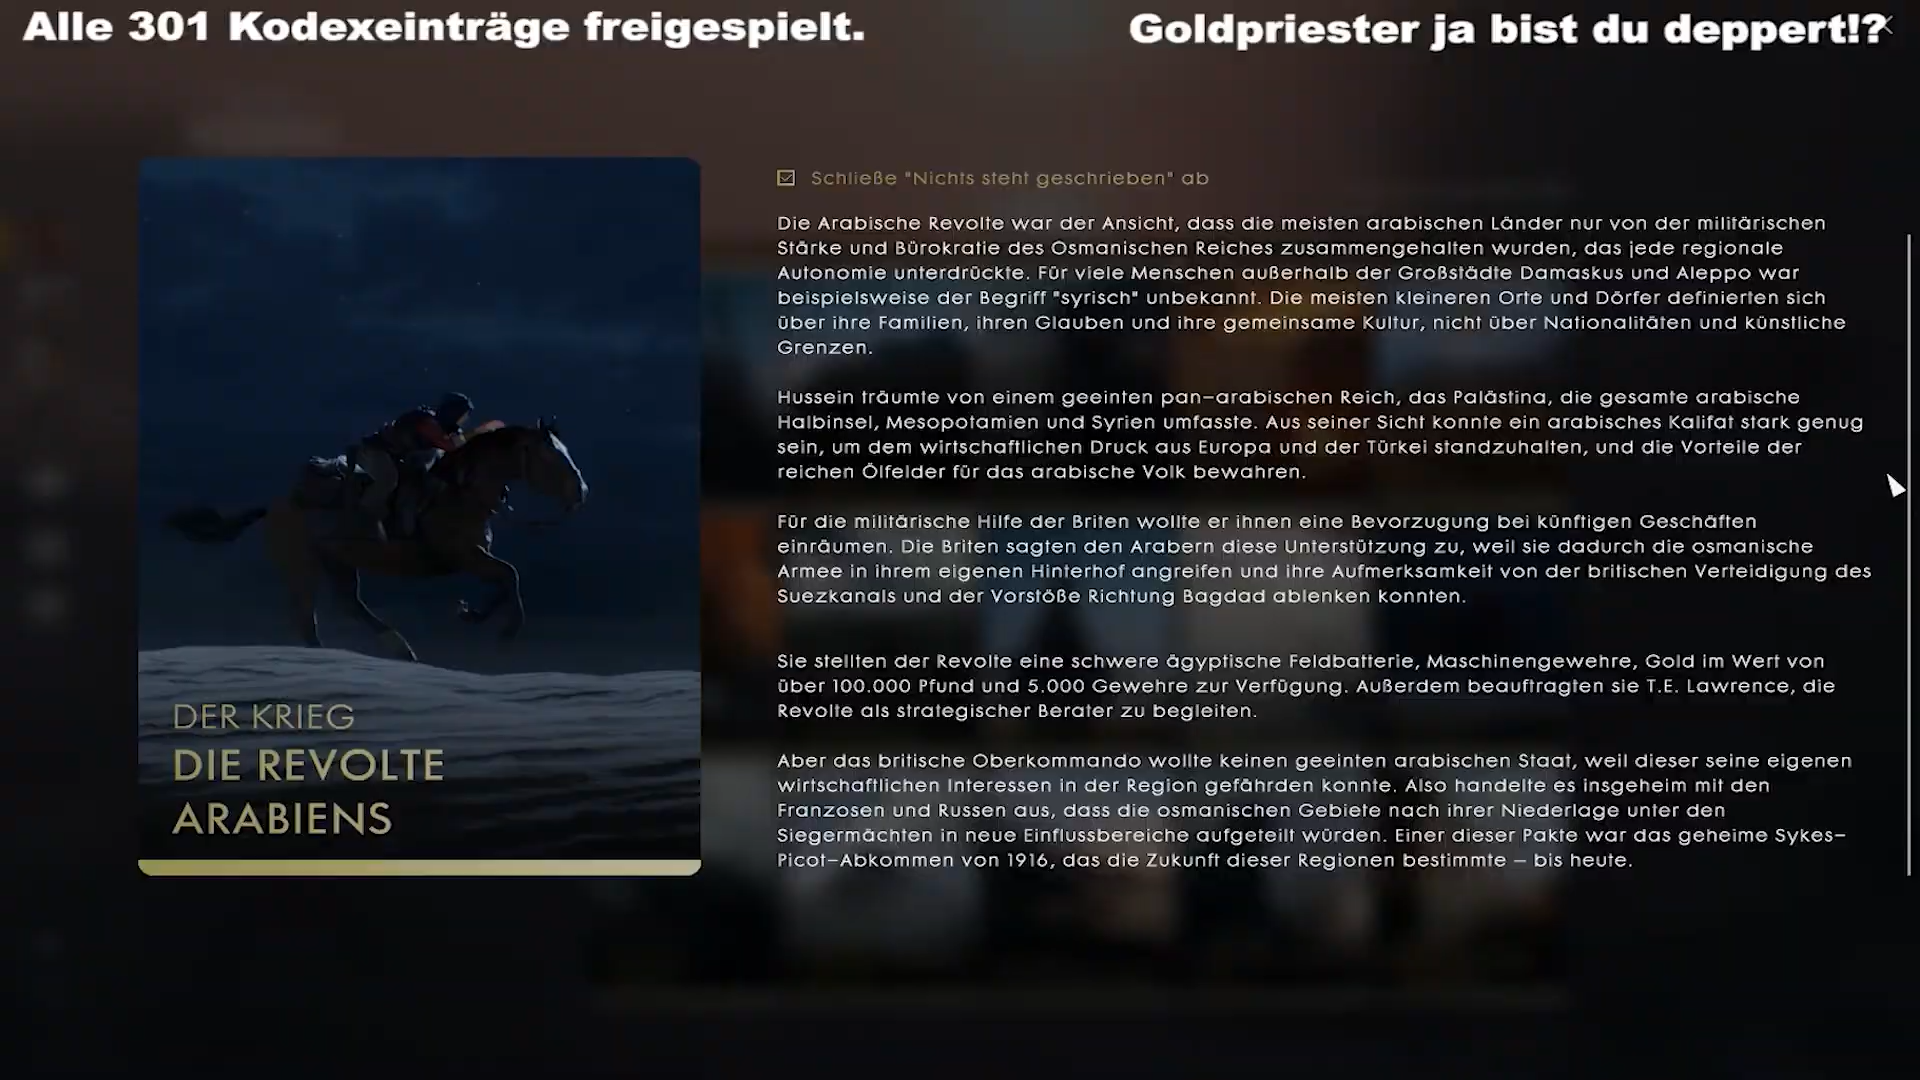 Alle 301 Kodexeinträge freigespielt.
Goldpriester ja bist du deppert!?
Schließe "Nichts steht geschrieben" ab
Die Arabische Revolte war der Ansicht, dass die meisten arabischen Länder nur von der militärischen
Stärke und Bürokratie des Osmanischen Reiches zusammengehalten wurden, das jede regionale
Autonomie unterdrückte. Für viele Menschen außerhalb der Großstädte Damaskus und Aleppo war
beispielsweise der Begriff "syrisch" unbekannt. Die meisten kleineren Orte und Dörfer definierten sich
über ihre Familien, ihren Glauben und ihre gemeinsame Kultur, nicht über Nationalitäten und künstliche
Grenzen.
Hussein träumte von einem geeinten pan-arabischen Reich, das Palästina, die gesamte arabische
Halbinsel, Mesopotamien und Syrien umfasste. Aus seiner Sicht konnte ein arabisches Kalifat stark genug
sein, um dem wirtschaftlichen Druck aus Europa und der Türkei standzuhalten, und die Vorteile der
reichen Ölfelder für das arabische Volk bewahren.
Für die militärische Hilfe der Briten wollte er ihnen eine Bevorzugung bei künftigen Geschäften
einräumen. Die Briten sagten den Arabern diese Unterstützung zu, weil sie dadurch die osmanische
Armee in ihrem eigenen Hinterhof angreifen und ihre Aufmerksamkeit von der britischen Verteidigung des
Suezkanals und der Vorstöße Richtung Bagdad ablenken konnten.
Sie stellten der Revolte eine schwere ägyptische Feldbatterie, Maschinengewehre, Gold im Wert von
über 100.000 Pfund und 5.000 Gewehre zur Verfügung. Außerdem beauftragten sie T.E. Lawrence, die
Revolte als strategischer Berater zu begleiten.
Aber das britische Oberkommando wollte keinen geeinten arabischen Staat, weil dieser seine eigenen
wirtschaftlichen Interessen in der Region gefährden konnte. Also handelte es insgeheim mit den
Franzosen und Russen aus, dass die osmanischen Gebiete nach ihrer Niederlage unter den
Siegermächten in neue Einflussbereiche aufgeteilt würden. Einer dieser Pakte war das geheime Sykes-
Picot-Abkommen von 1916, das die Zukunft dieser Regionen bestimmte – bis heute.
DER KRIEG
DIE REVOLTE
ARABIENS